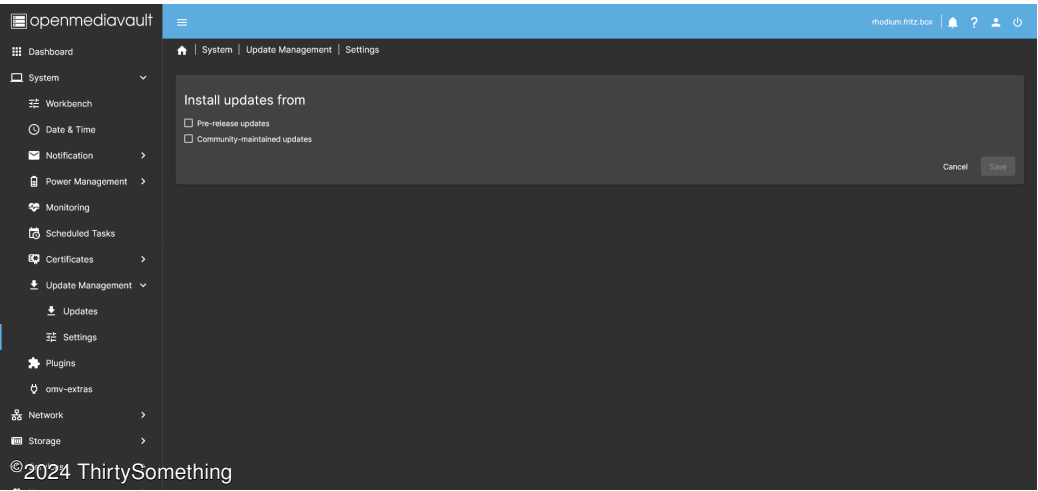 openmediavault
rhodium.fritz.box
Dashboard
System | Update Management | Settings
System
Workbench
Date & Time
Notification
Power Management
Monitoring
Scheduled Tasks
Certificates
Update Management
Updates
Settings
Plugins
omv-extras
Network
Storage
Install updates from
Pre-release updates
Community-maintained updates
Cancel
Save
©2024 ThirtySomething